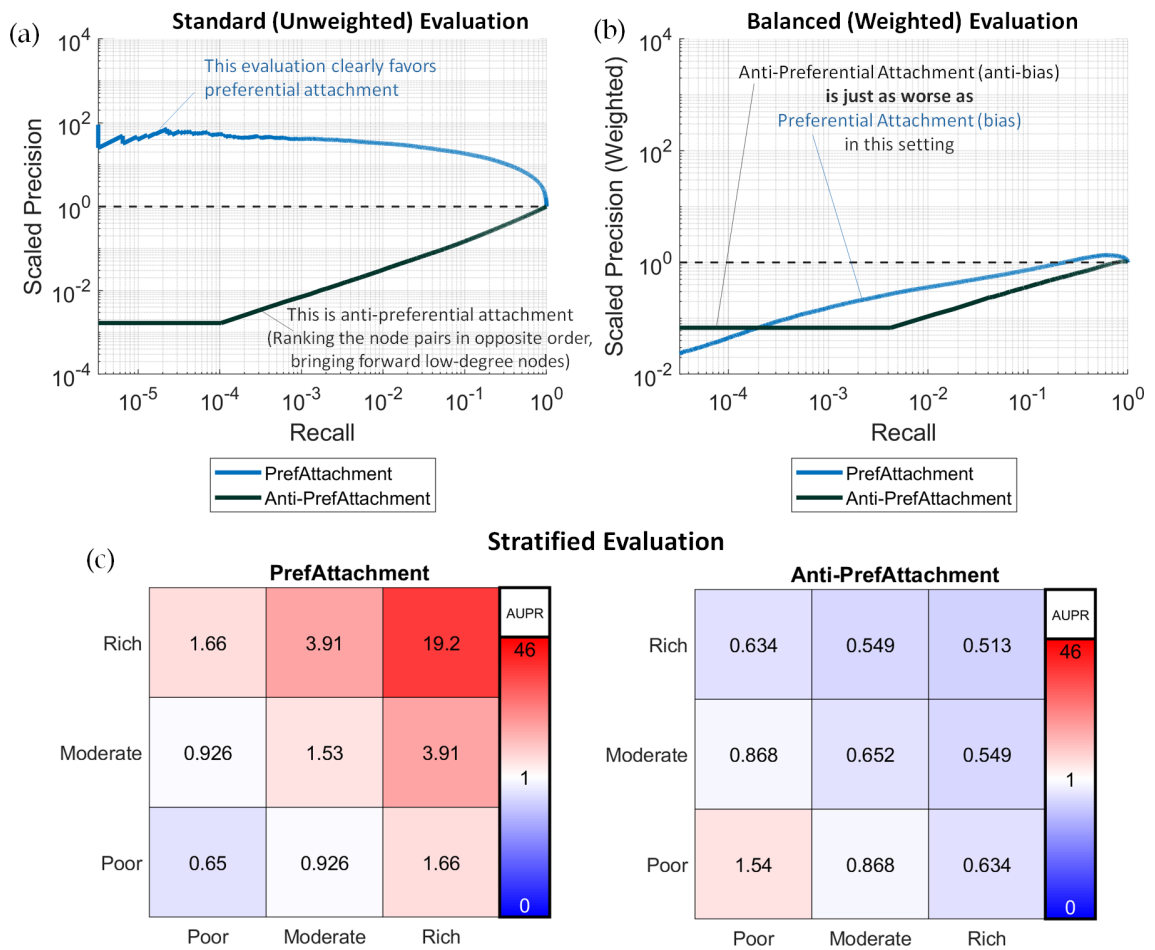 (a)
Standard (Unweighted) Evaluation
10^4
10^2
10^0
10^-2
10^-4
Scaled Precision
This evaluation clearly favors
preferential attachment
This is anti-preferential attachment
(Ranking the node pairs in opposite order,
bringing forward low-degree nodes)
10^-5
10^-4
10^-3
10^-2
10^-1
10^0
Recall
PrefAttachment
Anti-PrefAttachment
(b)
Balanced (Weighted) Evaluation
10^4
10^2
10^0
10^-2
Scaled Precision (Weighted)
Anti-Preferential Attachment (anti-bias)
is just as worse as
Preferential Attachment (bias)
in this setting
10^-4
10^-3
10^-2
10^-1
10^0
Recall
PrefAttachment
Anti-PrefAttachment
Stratified Evaluation
(c)
PrefAttachment
Rich
1.66
3.91
19.2
Moderate
0.926
1.53
3.91
Poor
0.65
0.926
1.66
Poor
Moderate
Rich
AUPR
46
1
0
Anti-PrefAttachment
Rich
0.634
0.549
0.513
Moderate
0.868
0.652
0.549
Poor
1.54
0.868
0.634
Poor
Moderate
Rich
AUPR
46
1
0